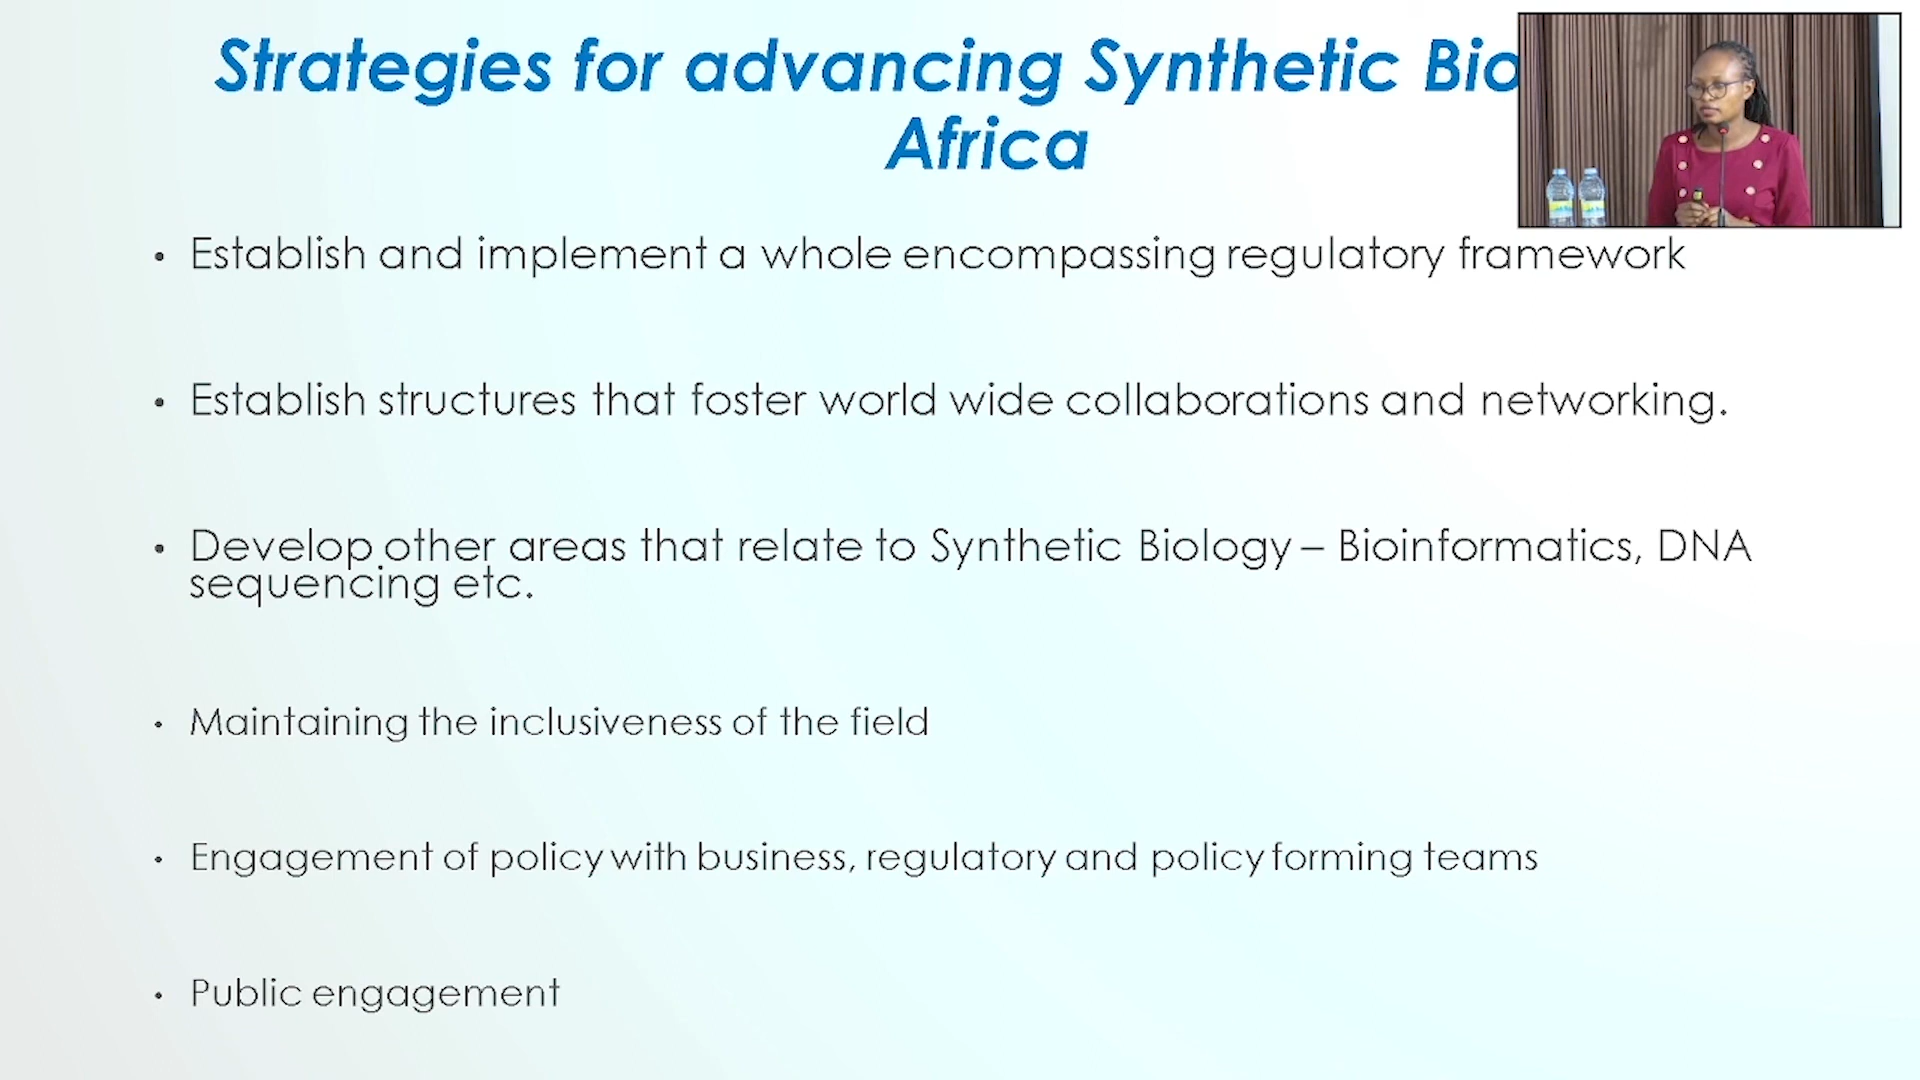 Strategies for advancing Synthetic Bio
Africa
• Establish and implement a whole encompassing regulatory framework
• Establish structures that foster world wide collaborations and networking.
• Develop other areas that relate to Synthetic Biology – Bioinformatics, DNA
sequencing etc.
• Maintaining the inclusiveness of the field
• Engagement of policy with business, regulatory and policy forming teams
• Public engagement